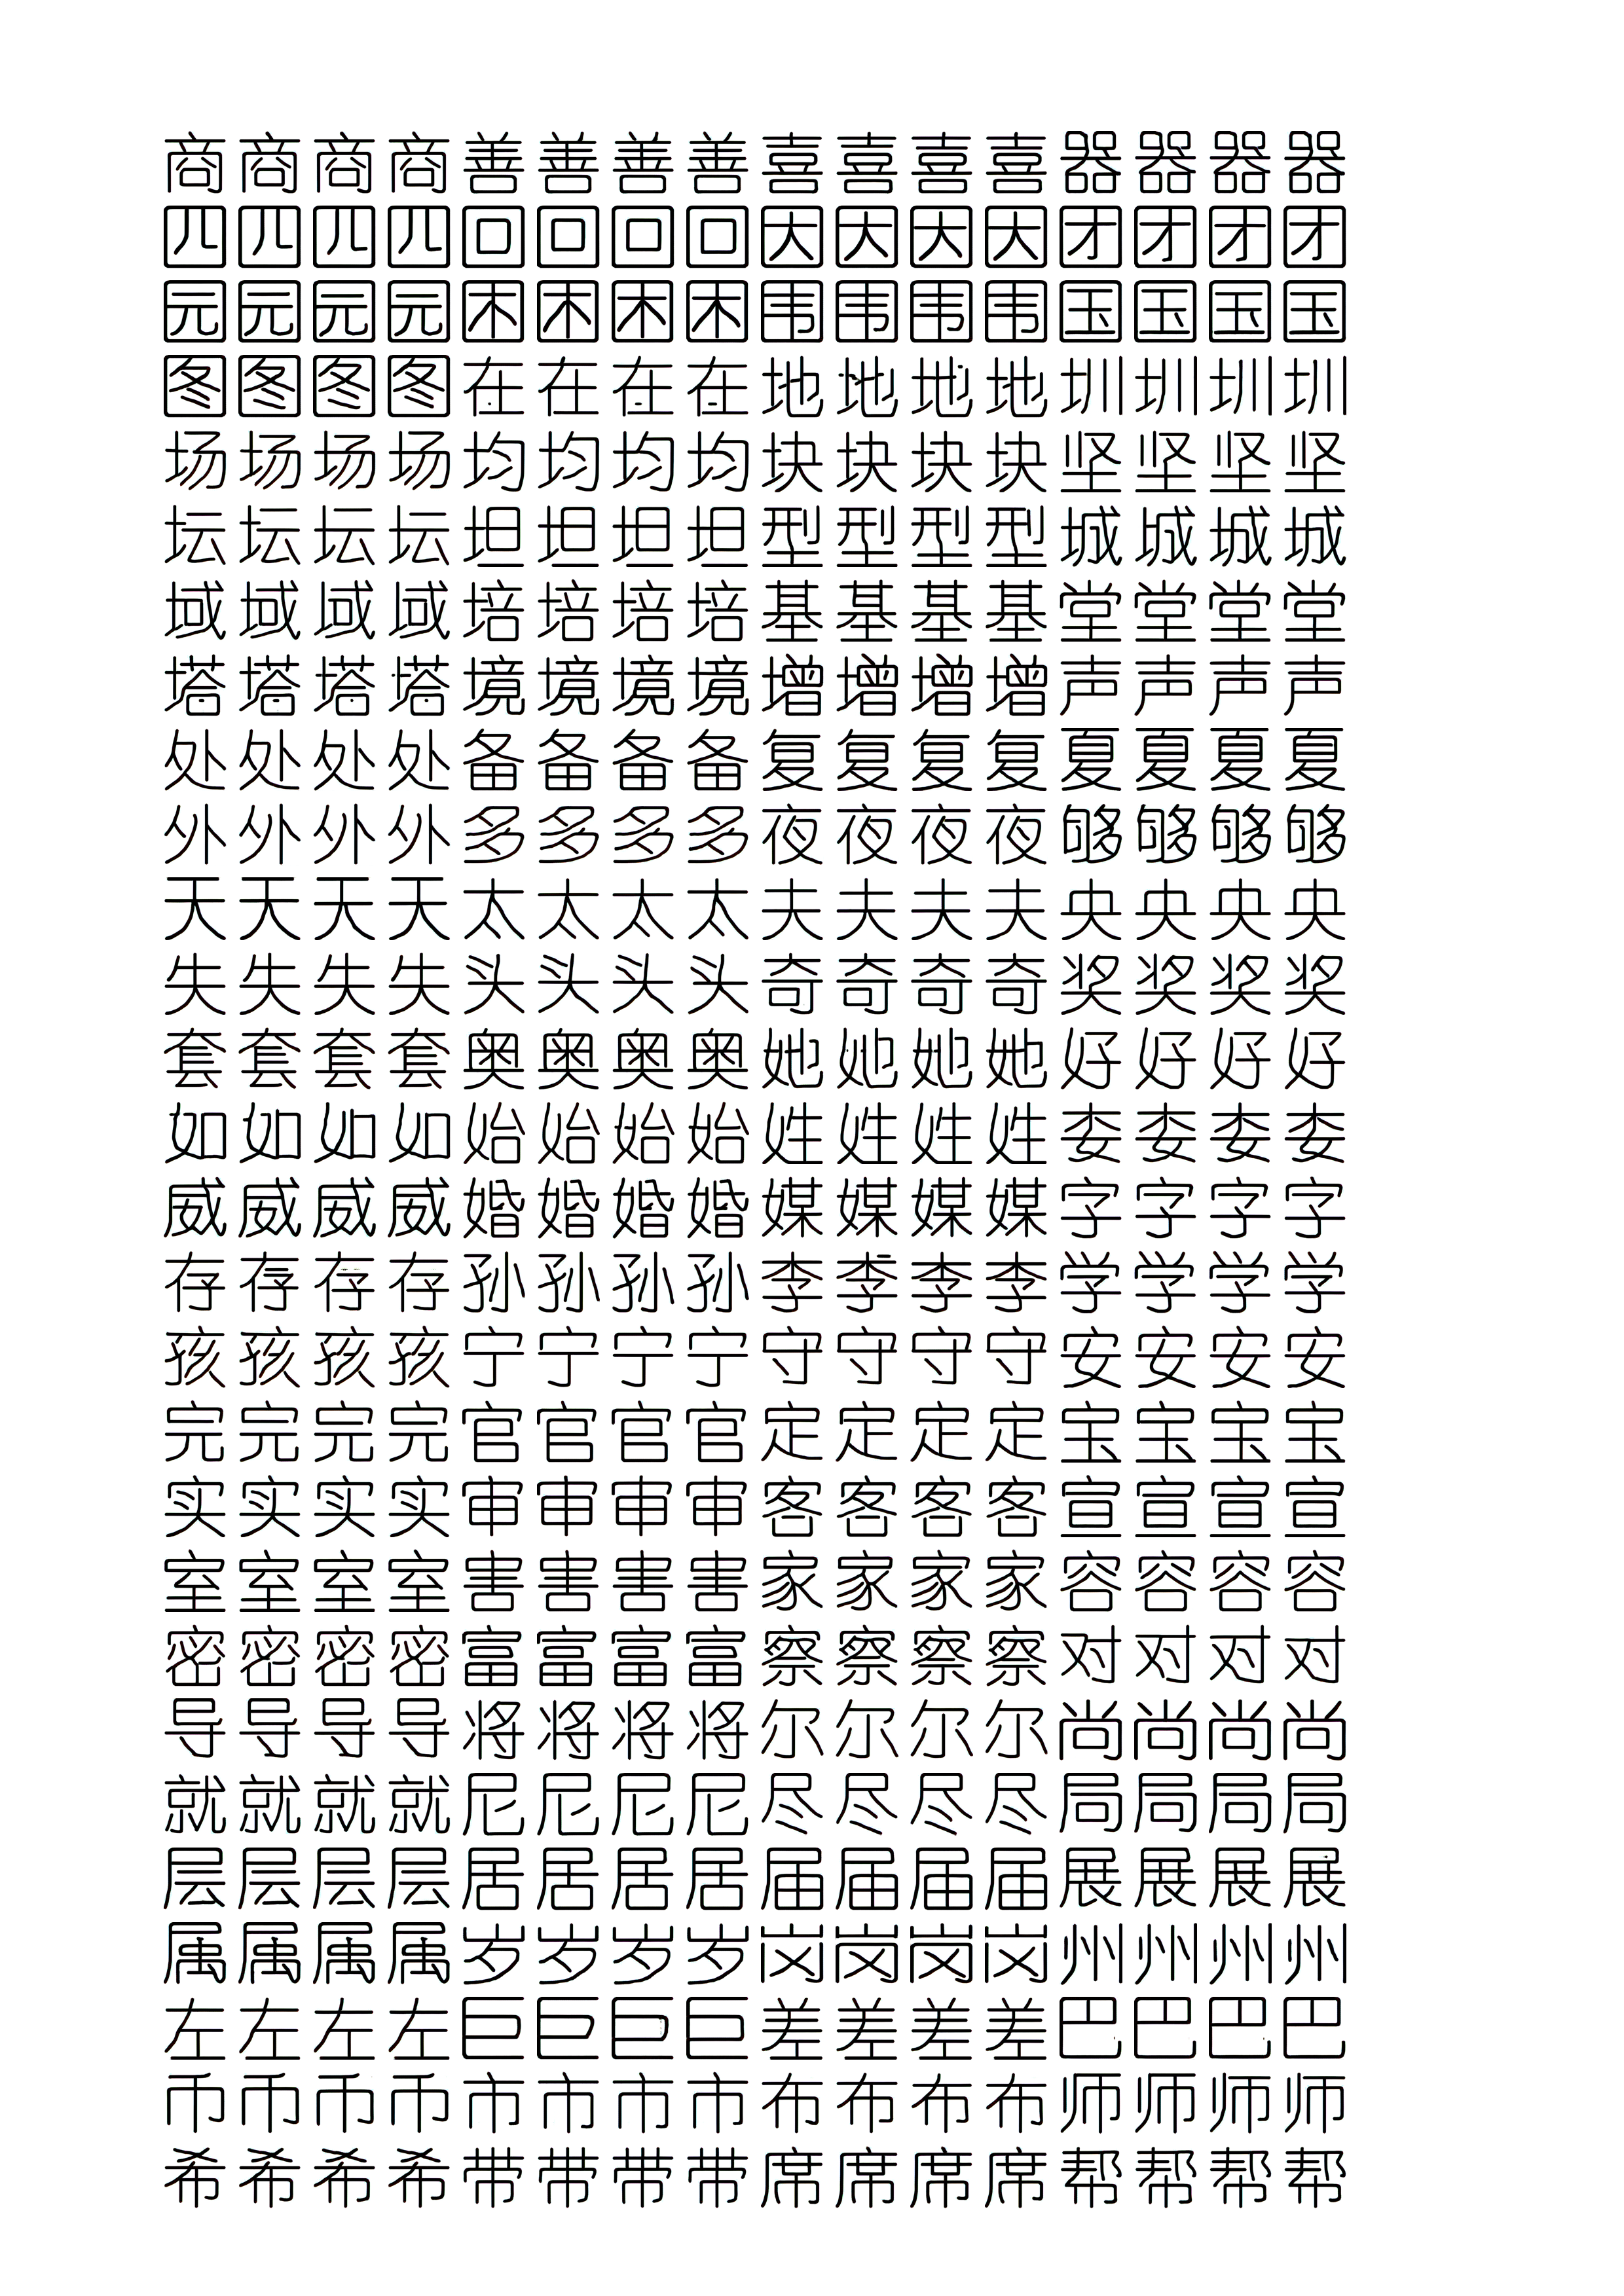 商商商商善善善善喜喜喜喜器器器器
四四四四回回回回因因因因团团团团
园园园园困困困困围围围围国国国国
图图图图在在在在地地地地圳圳圳圳
场场场场均均均均块块块块坚坚坚坚
坛坛坛坛坦坦坦坦型型型型城城城城
域域域域培培培培基基基基堂堂堂堂
塔塔塔塔境境境境增增增增声声声声
处处处处备备备备复复复复夏夏夏夏
外外外外多多多多夜夜夜夜够够够够
天天天天太太太太夫夫夫夫央央央央
失失失失头头头头奇奇奇奇奖奖奖奖
套套套套奥奥奥奥她她她她好好好好
如如如如始始始始姓姓姓姓委委委委
威威威威婚婚婚婚媒媒媒媒字字字字
存存存存孙孙孙孙李李李李学学学学
孩孩孩孩宁宁宁宁守守守守安安安安
完完完完官官官官定定定定宝宝宝宝
实实实实审审审审客客客客宣宣宣宣
室室室室害害害害家家家家容容容容
密密密密富富富富察察察察对对对对
导导导导将将将将尔尔尔尔尚尚尚尚
就就就就尼尼尼尼尽尽尽尽局局局局
层层层层居居居居届届届届展展展展
属属属属岁岁岁岁岗岗岗岗州州州州
左左左左巨巨巨巨差差差差巴巴巴巴
币币币币市市市市布布布布师师师师
希希希希带带带带席席席席帮帮帮帮